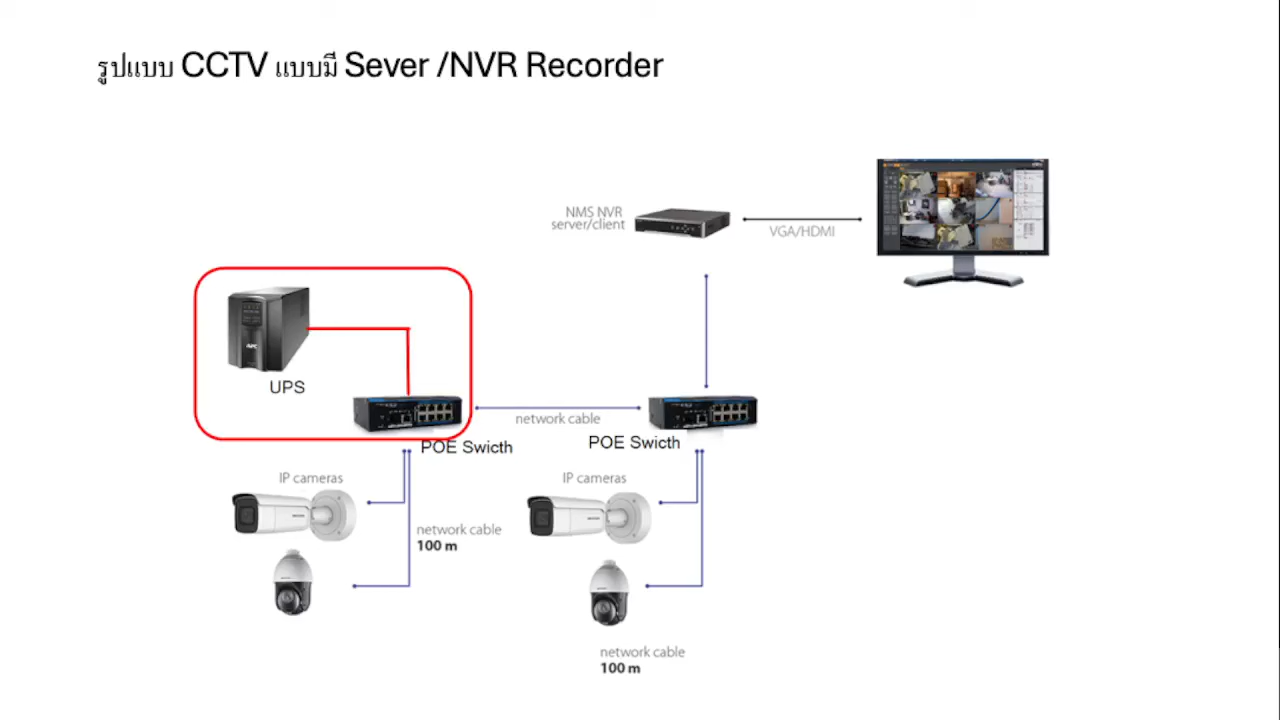 รูปแบบ CCTV แบบมี Sever /NVR Recorder
NMS NVR
server/client
VGA/HDMI
APC
UPS
network cable
POE Swicth
POE Swicth
IP cameras
IP cameras
network cable
100 m
network cable
100 m